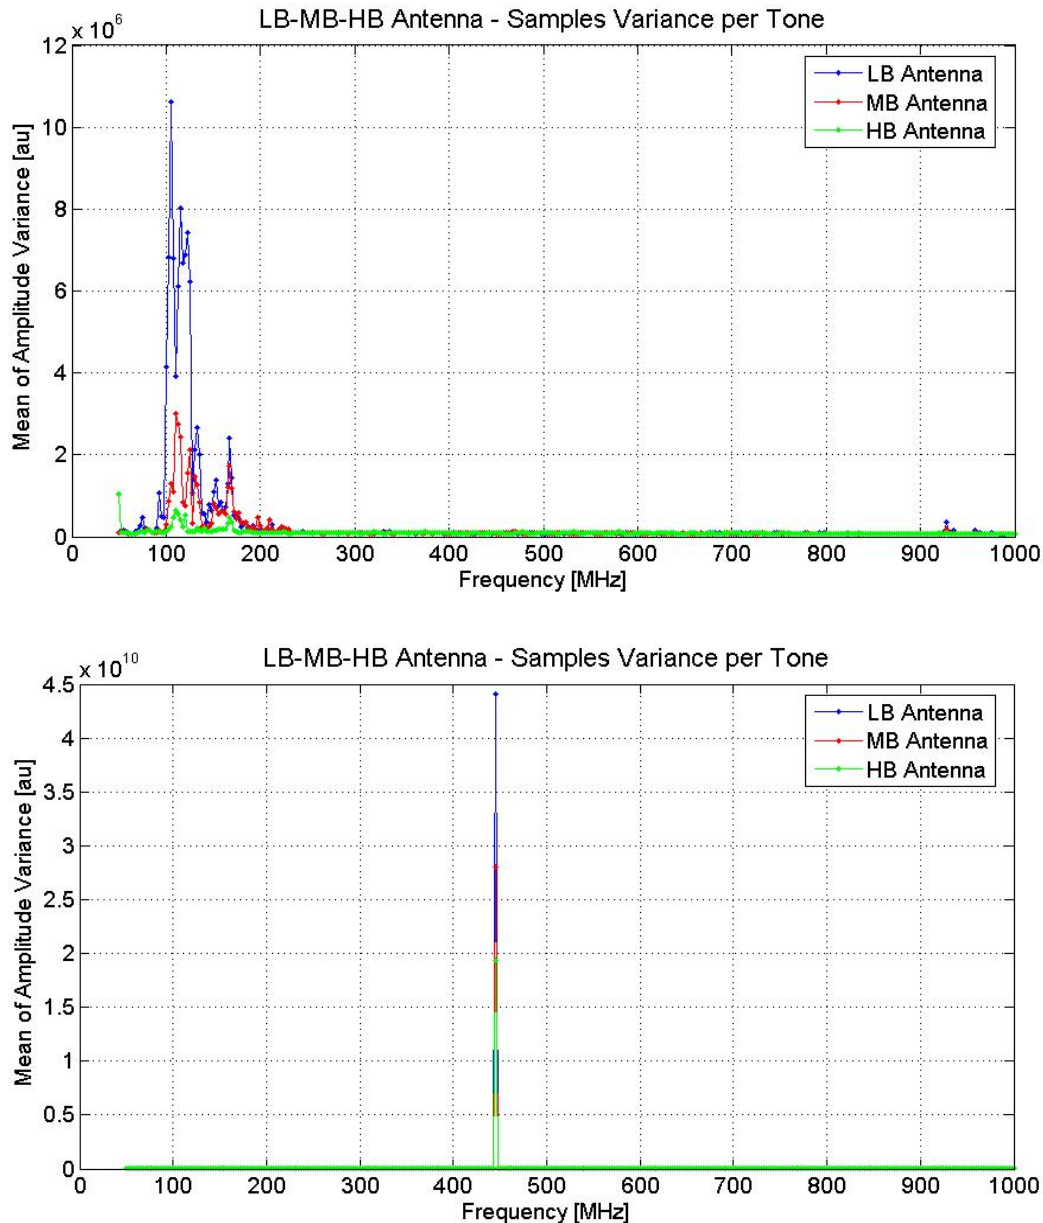 LB-MB-HB Antenna - Samples Variance per Tone
x 10^6
12
10
8
6
4
2
0
Mean of Amplitude Variance [au]
LB Antenna
MB Antenna
HB Antenna
0 100 200 300 400 500 600 700 800 900 1000
Frequency [MHz]
LB-MB-HB Antenna - Samples Variance per Tone
x 10^10
4.5
4
3.5
3
2.5
2
1.5
1
0.5
0
Mean of Amplitude Variance [au]
LB Antenna
MB Antenna
HB Antenna
0 100 200 300 400 500 600 700 800 900 1000
Frequency [MHz]